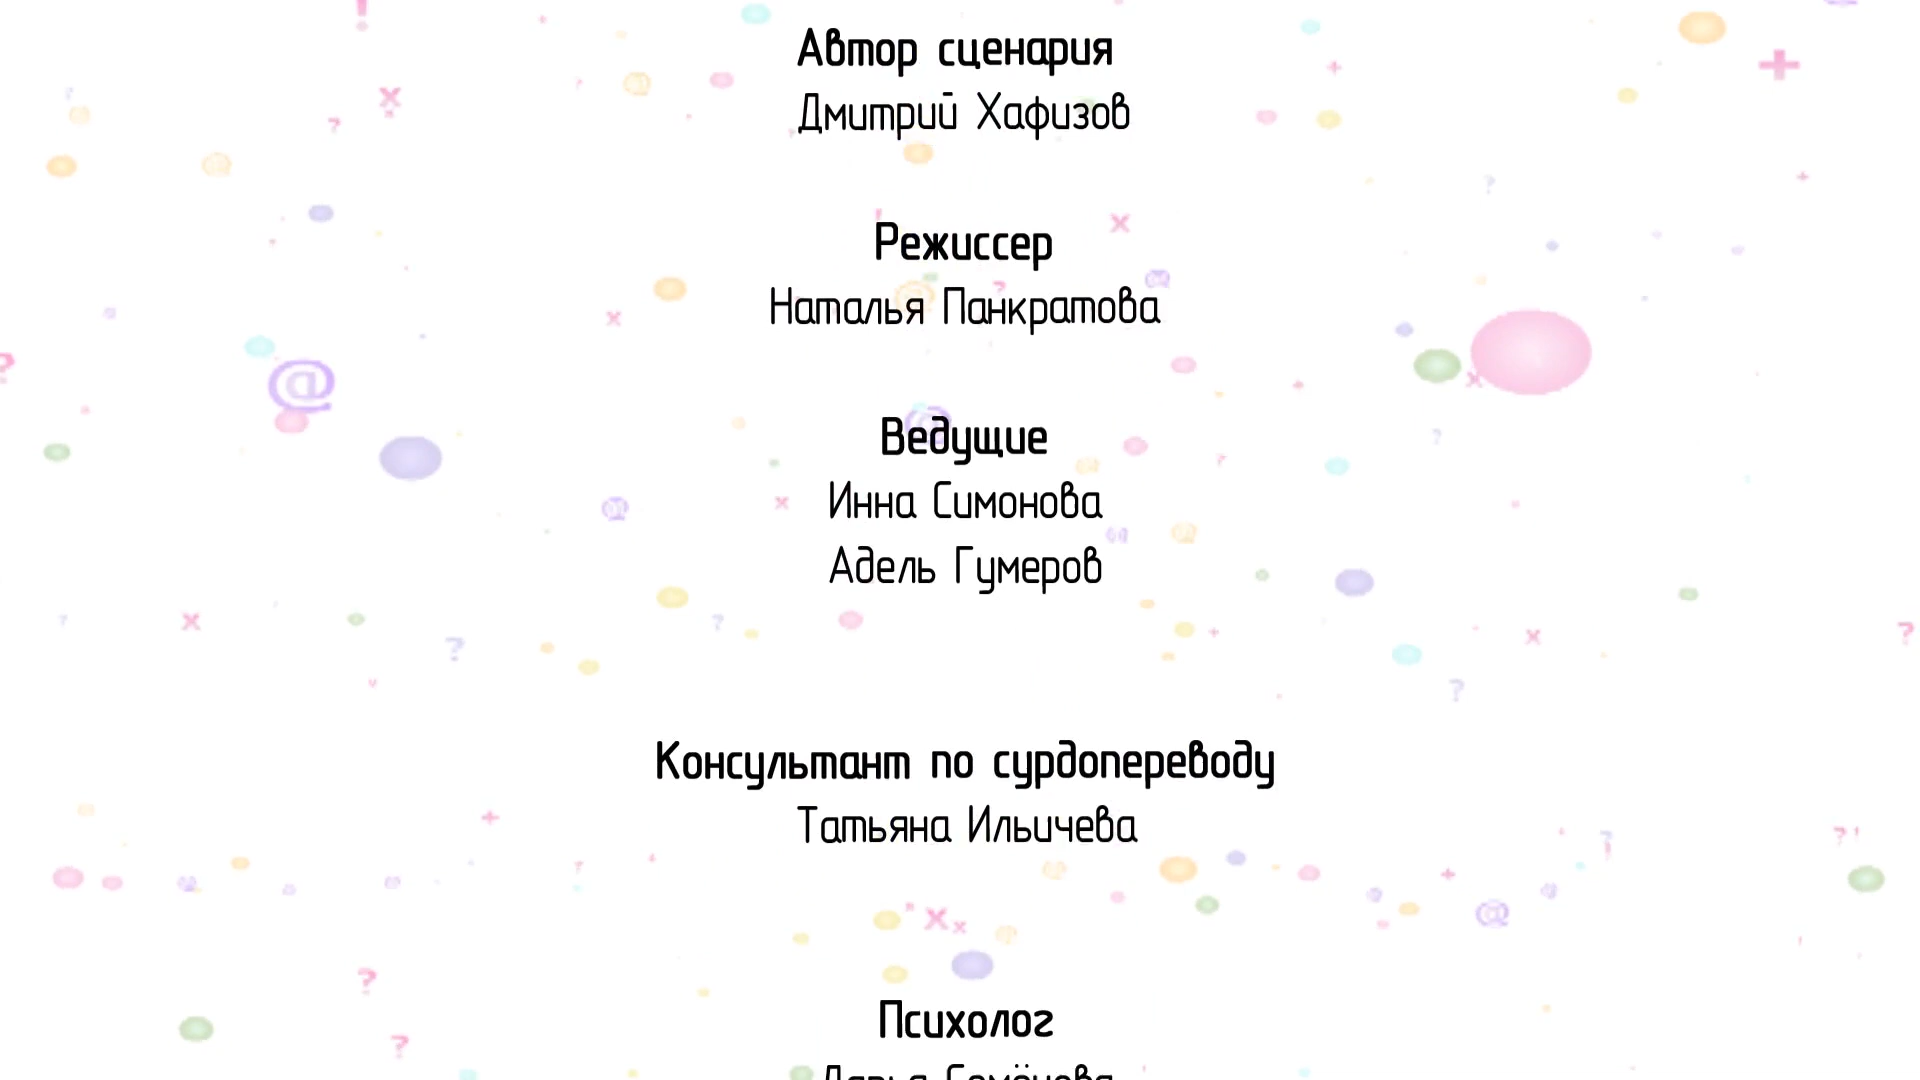 Автор сценария
Дмитрий Хафизов
Режиссер
Наталья Панкратова
Ведущие
Инна Симонова
Адель Гумеров
Консультант по сурдопереводу
Татьяна Ильичева
Психолог